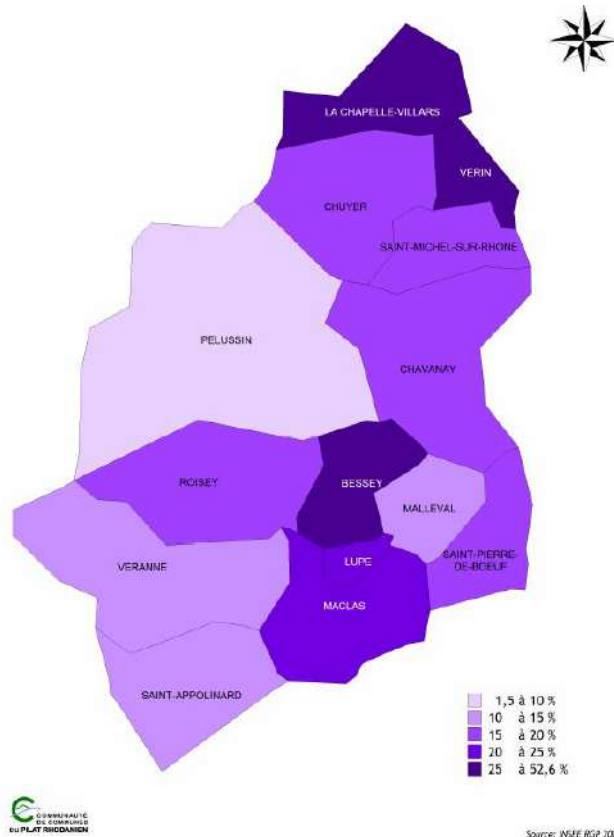 LA CHAPELLE-VILLARS
VERIN
CHUYER
SAINT-MICHEL-SUR-RHONE
PELUSSIN
CHAVANAY
ROISEY
BESSEY
MALLEVAL
LUPE
SAINT-PIERRE-
DE-BOEUF
VERANNE
MACLAS
SAINT-APPOLINARD
1,5 à 10 %
10 à 15 %
15 à 20 %
20 à 25 %
25 à 52,6 %
COMMUNAUTÉ
DE COMMUNES
DU PILAT RHODANIEN
Source: INSEE RGP